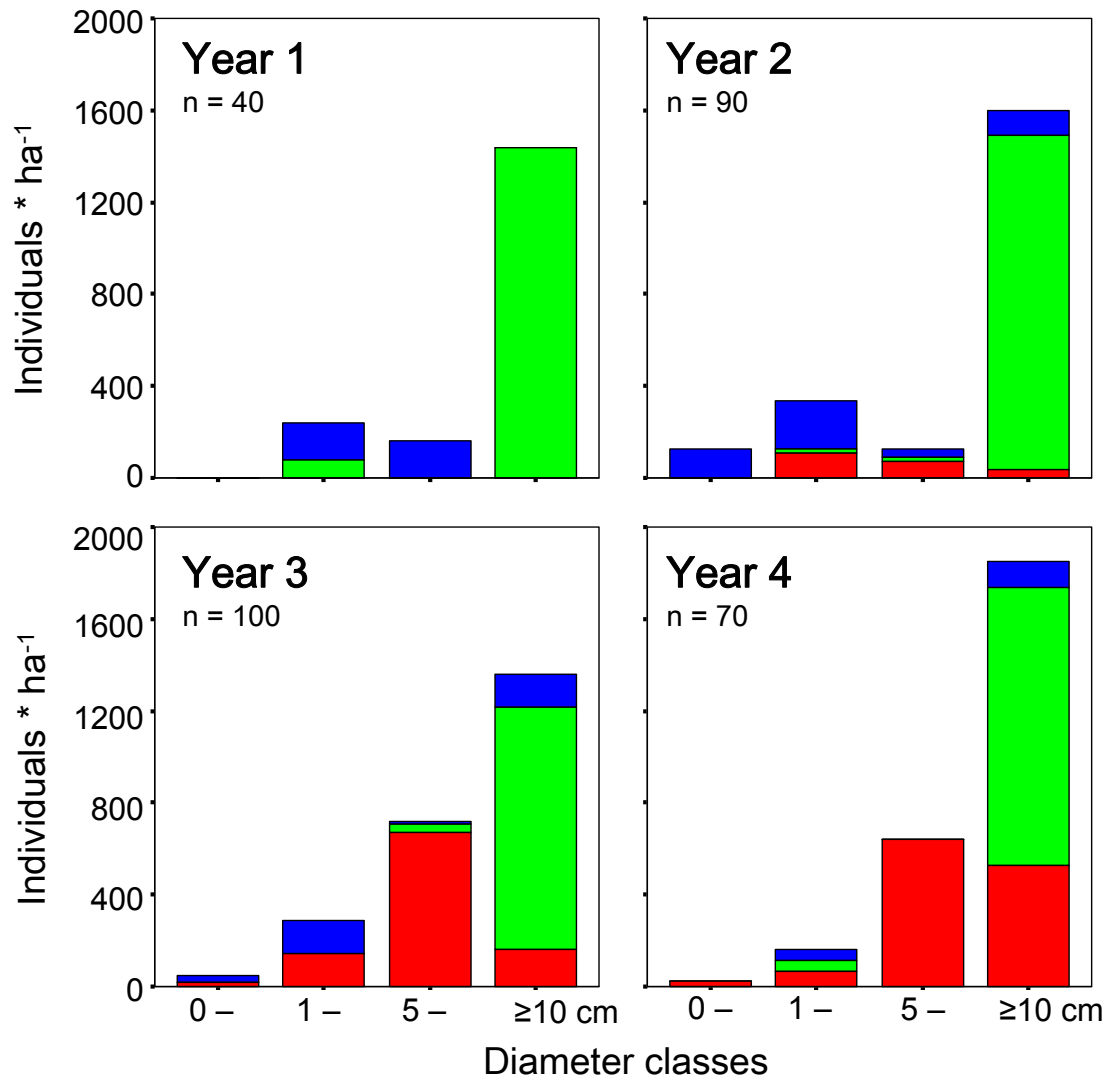 Individuals * ha⁻¹
2000
1600
1200
800
400
0
Year 1
n = 40
Year 2
n = 90
Individuals * ha⁻¹
2000
1600
1200
800
400
0
Year 3
n = 100
Year 4
n = 70
0 – 1 – 5 – ≥10 cm 0 – 1 – 5 – ≥10 cm
Diameter classes